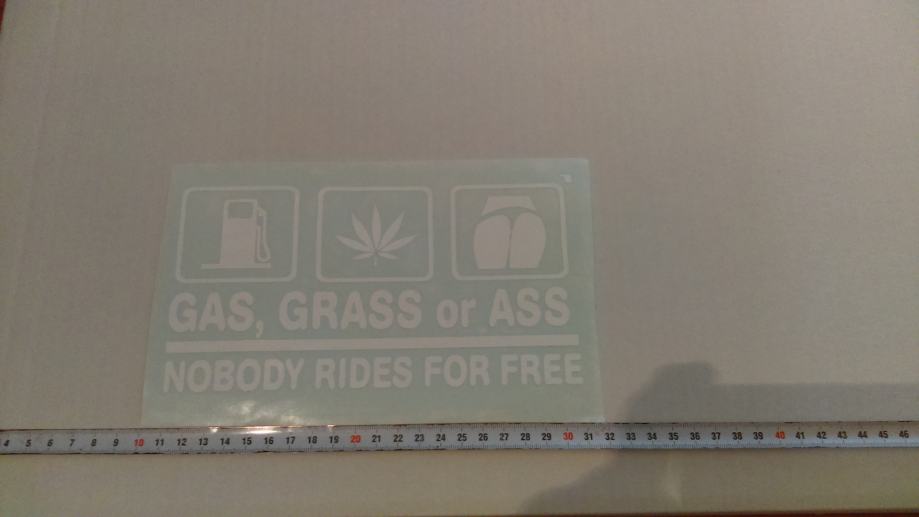 GAS, GRASS or ASS
NOBODY RIDES FOR FREE
4 5 6 7 8 9 10 11 12 13 14 15 16 17 18 19 20 21 22 23 24 25 26 27 28 29 30 31 32 33 34 35 36 37 38 39 40 41 42 43 44 45 46